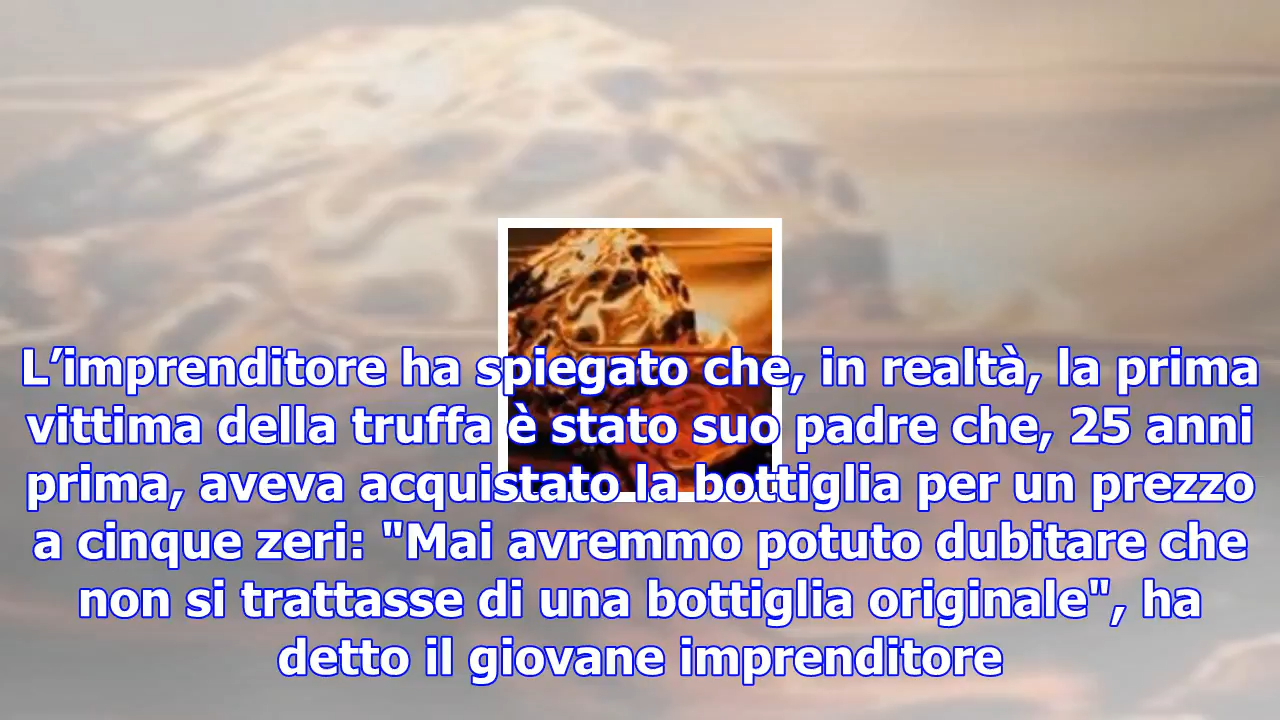 L’imprenditore ha spiegato che, in realtà, la prima
vittima della truffa è stato suo padre che, 25 anni
prima, aveva acquistato la bottiglia per un prezzo
a cinque zeri: "Mai avremmo potuto dubitare che
non si trattasse di una bottiglia originale", ha
detto il giovane imprenditore